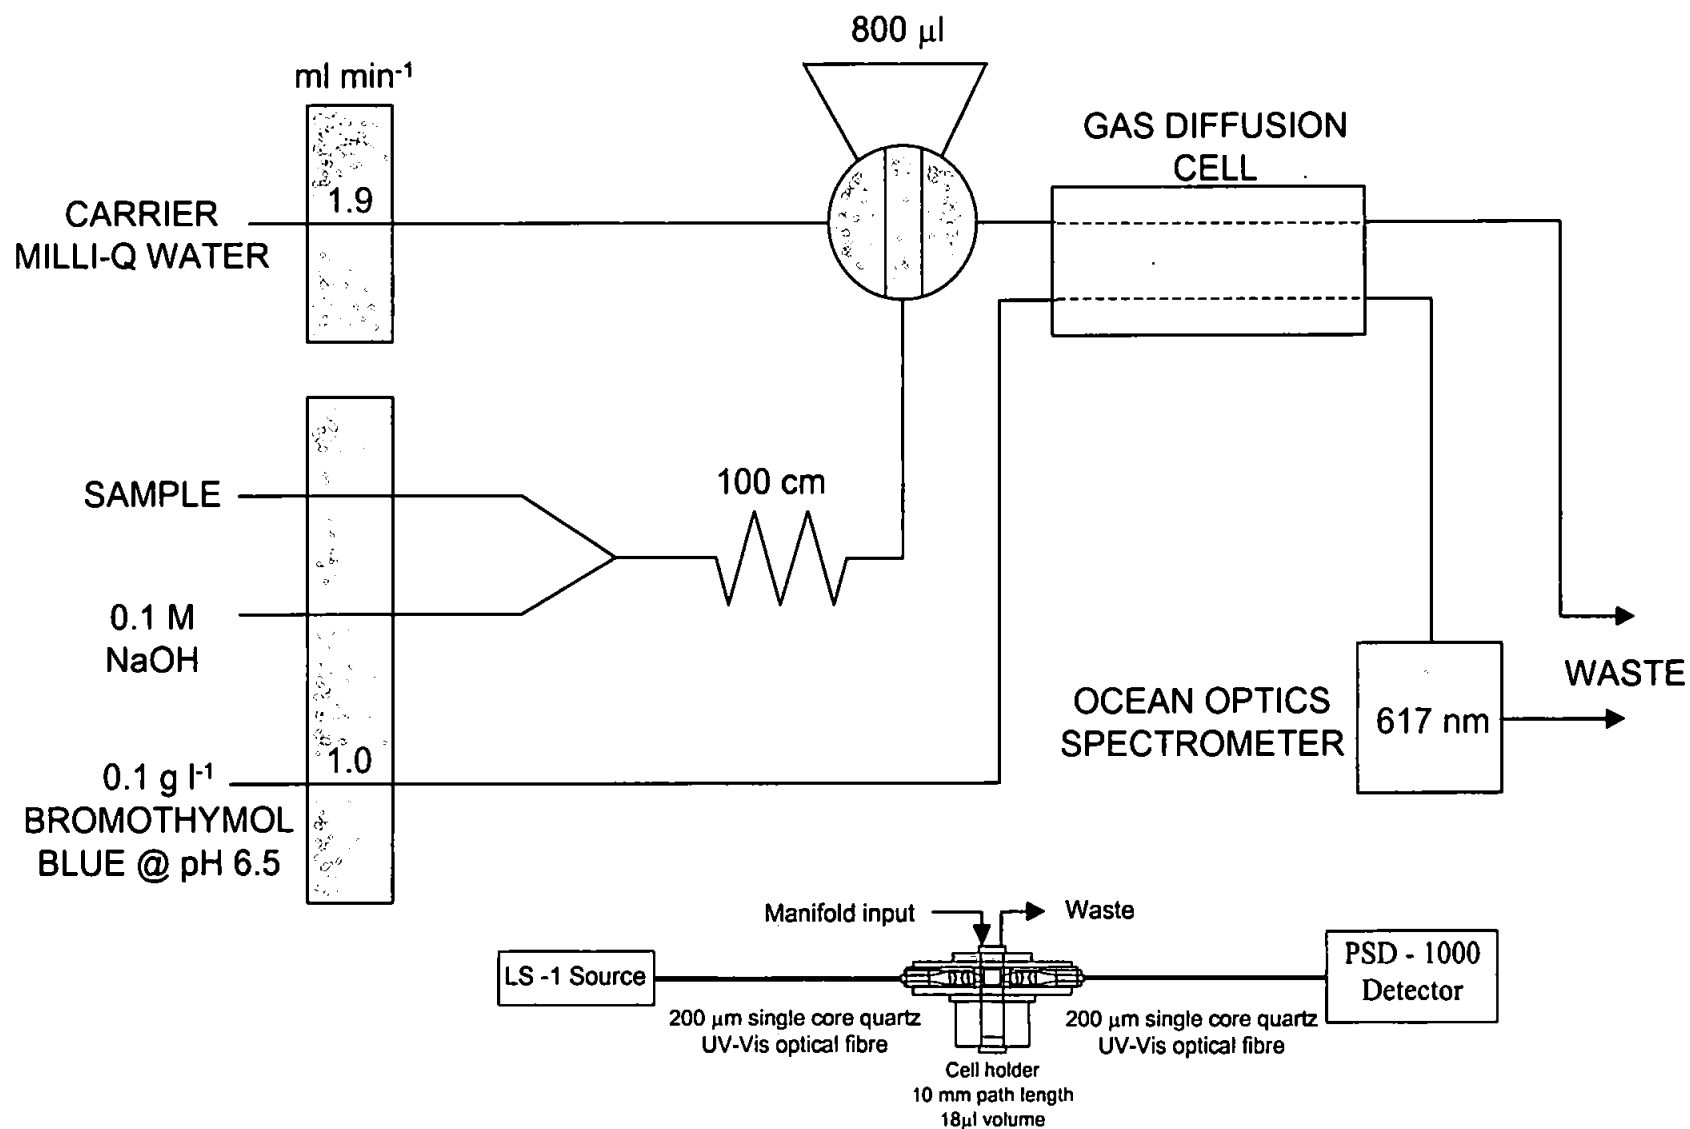 800 µl
ml min-1
GAS DIFFUSION
CELL
1.9
CARRIER
MILLI-Q WATER
SAMPLE
100 cm
0.1 M
NaOH
WASTE
OCEAN OPTICS
SPECTROMETER
617 nm
1.0
0.1 g l-1
BROMOTHYMOL
BLUE @ pH 6.5
Manifold input
Waste
LS -1 Source
PSD - 1000
Detector
200 µm single core quartz
UV-Vis optical fibre
200 µm single core quartz
UV-Vis optical fibre
Cell holder
10 mm path length
18µl volume